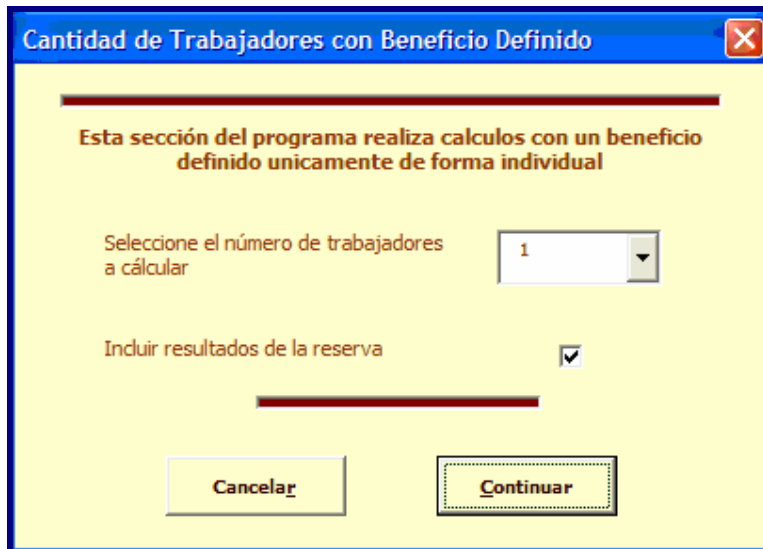 Cantidad de Trabajadores con Beneficio Definido
Esta sección del programa realiza calculos con un beneficio
definido unicamente de forma individual
Seleccione el número de trabajadores
a cálcular
1
Incluir resultados de la reserva
Cancelar
Continuar